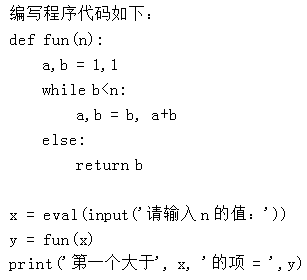 编写程序代码如下：
def fun(n):
    a,b = 1,1
    while b<n:
        a,b = b, a+b
    else:
        return b

x = eval(input('请输入n的值：'))
y = fun(x)
print('第一个大于', x, '的项 = ',y)